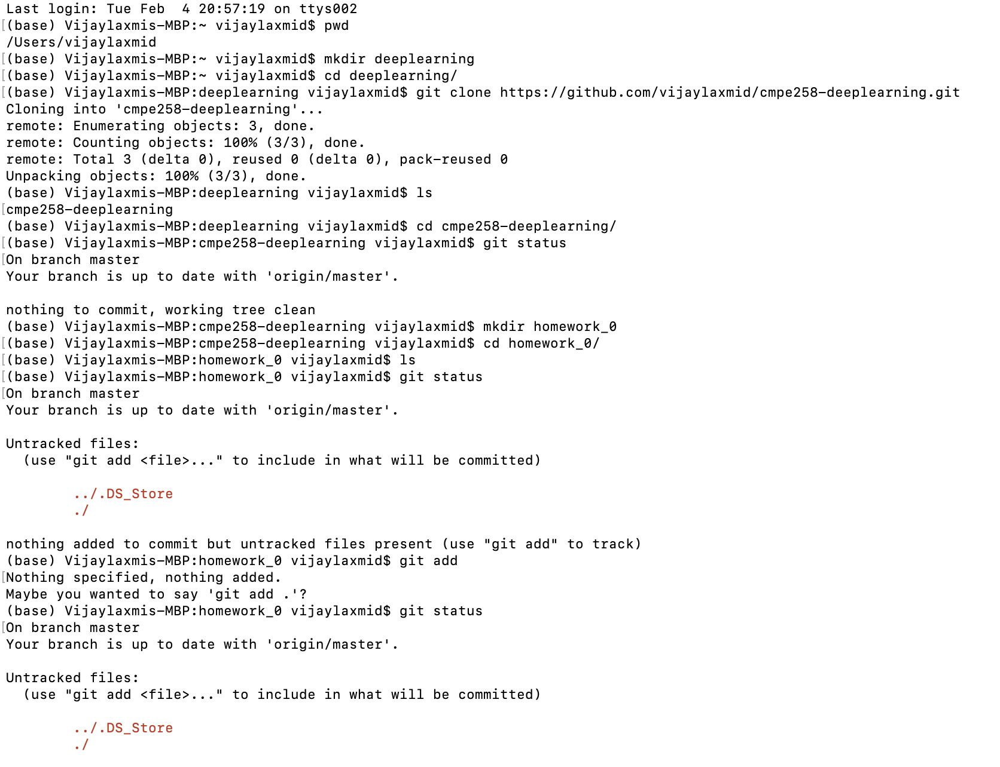 Last login: Tue Feb  4 20:57:19 on ttys002
[(base) Vijaylaxmis-MBP:~ vijaylaxmid$ pwd
/Users/vijaylaxmid
[(base) Vijaylaxmis-MBP:~ vijaylaxmid$ mkdir deeplearning
[(base) Vijaylaxmis-MBP:~ vijaylaxmid$ cd deeplearning/
[(base) Vijaylaxmis-MBP:deeplearning vijaylaxmid$ git clone https://github.com/vijaylaxmid/cmpe258-deeplearning.git
Cloning into 'cmpe258-deeplearning'...
remote: Enumerating objects: 3, done.
remote: Counting objects: 100% (3/3), done.
remote: Total 3 (delta 0), reused 0 (delta 0), pack-reused 0
Unpacking objects: 100% (3/3), done.
(base) Vijaylaxmis-MBP:deeplearning vijaylaxmid$ ls
[cmpe258-deeplearning
(base) Vijaylaxmis-MBP:deeplearning vijaylaxmid$ cd cmpe258-deeplearning/
[(base) Vijaylaxmis-MBP:cmpe258-deeplearning vijaylaxmid$ git status
[On branch master
Your branch is up to date with 'origin/master'.

nothing to commit, working tree clean
(base) Vijaylaxmis-MBP:cmpe258-deeplearning vijaylaxmid$ mkdir homework_0
[(base) Vijaylaxmis-MBP:cmpe258-deeplearning vijaylaxmid$ cd homework_0/
[(base) Vijaylaxmis-MBP:homework_0 vijaylaxmid$ ls
[(base) Vijaylaxmis-MBP:homework_0 vijaylaxmid$ git status
[On branch master
Your branch is up to date with 'origin/master'.

Untracked files:
  (use "git add <file>..." to include in what will be committed)

        ../.DS_Store
        ./

nothing added to commit but untracked files present (use "git add" to track)
(base) Vijaylaxmis-MBP:homework_0 vijaylaxmid$ git add
[Nothing specified, nothing added.
Maybe you wanted to say 'git add .'?
(base) Vijaylaxmis-MBP:homework_0 vijaylaxmid$ git status
[On branch master
Your branch is up to date with 'origin/master'.

Untracked files:
  (use "git add <file>..." to include in what will be committed)

        ../.DS_Store
        ./